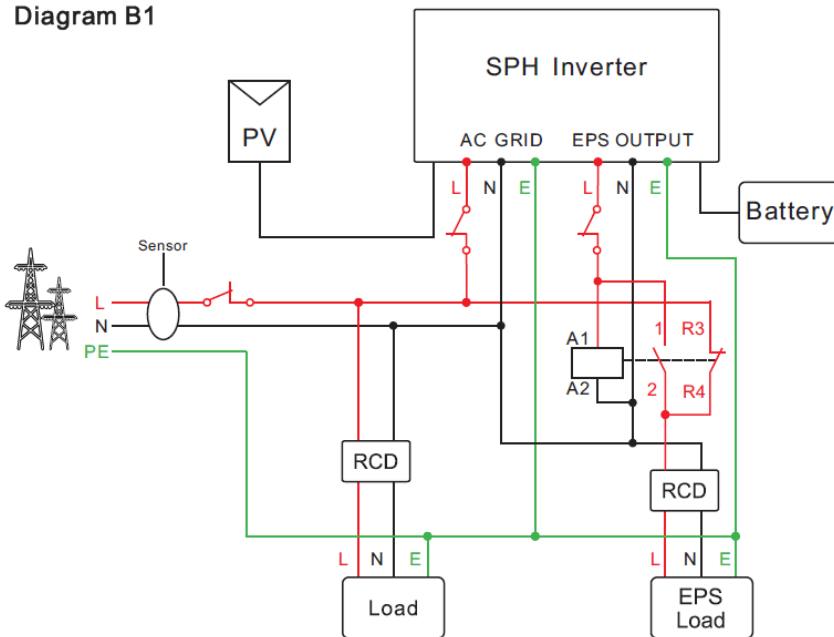 Diagram B1
SPH Inverter
PV
AC GRID EPS OUTPUT
L N E L N E
Battery
Sensor
L
N
PE
A1
A2
1
2
R3
R4
RCD
RCD
L N E
L N E
Load
EPS
Load